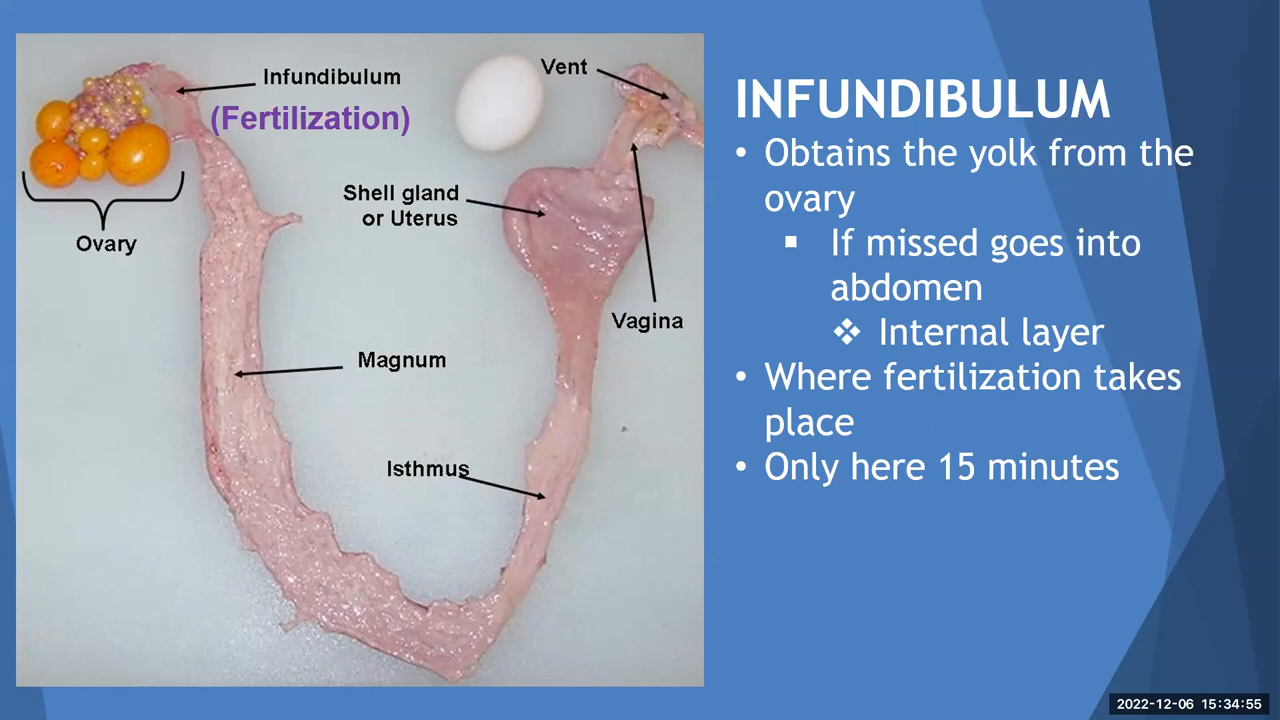 Infundibulum
(Fertilization)
Ovary
Vent
Shell gland
or Uterus
Vagina
Magnum
Isthmus
INFUNDIBULUM
• Obtains the yolk from the
ovary
▪ If missed goes into
abdomen
❖ Internal layer
• Where fertilization takes
place
• Only here 15 minutes
2022-12-06 15:34:55